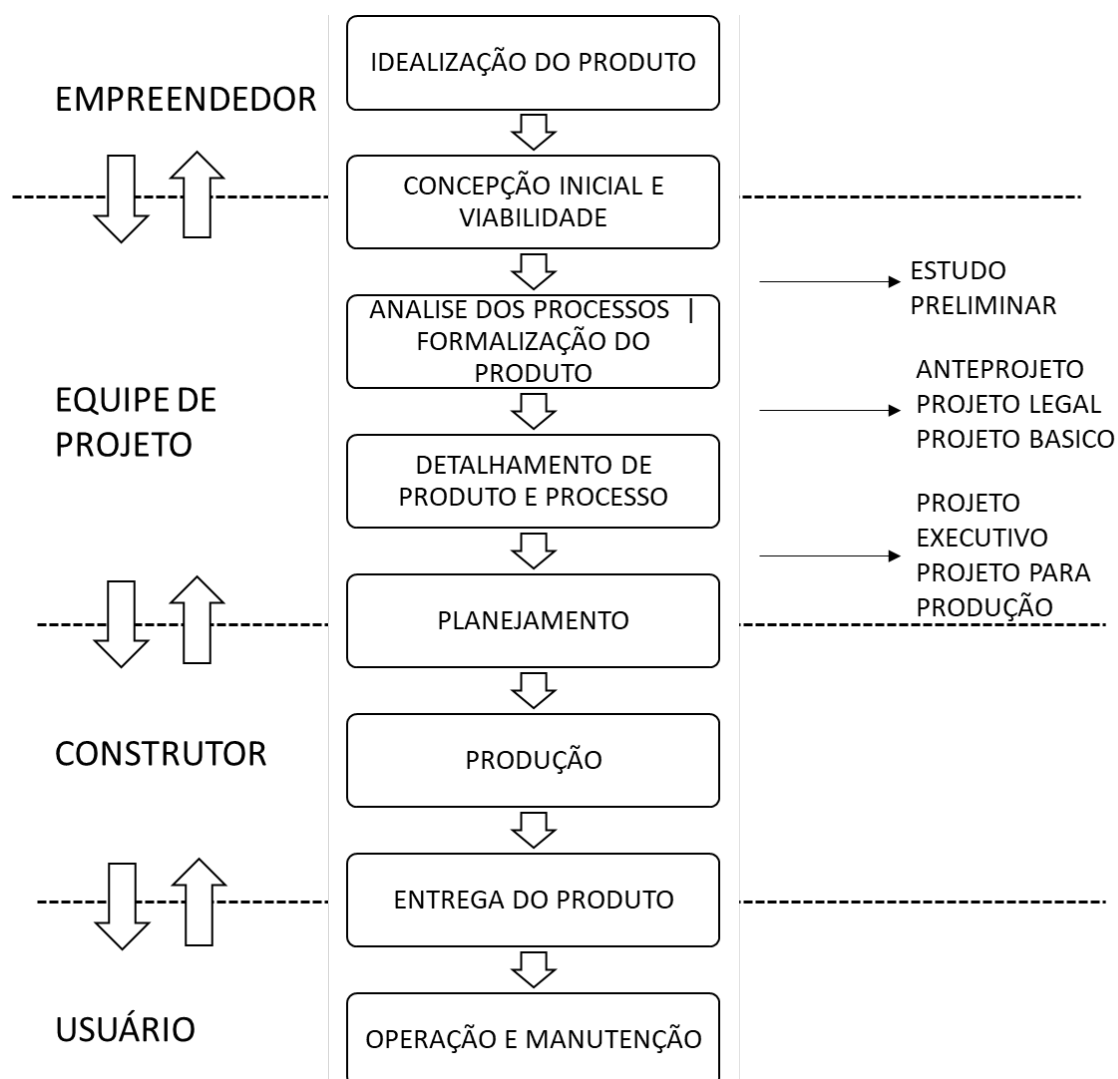 IDEALIZAÇÃO DO PRODUTO
EMPREENDEDOR
CONCEPÇÃO INICIAL E
VIABILIDADE
ESTUDO
PRELIMINAR
ANALISE DOS PROCESSOS |
FORMALIZAÇÃO DO
PRODUTO
ANTEPROJETO
PROJETO LEGAL
PROJETO BASICO
EQUIPE DE
PROJETO
DETALHAMENTO DE
PRODUTO E PROCESSO
PROJETO
EXECUTIVO
PROJETO PARA
PRODUÇÃO
PLANEJAMENTO
CONSTRUTOR
PRODUÇÃO
ENTREGA DO PRODUTO
USUÁRIO
OPERAÇÃO E MANUTENÇÃO